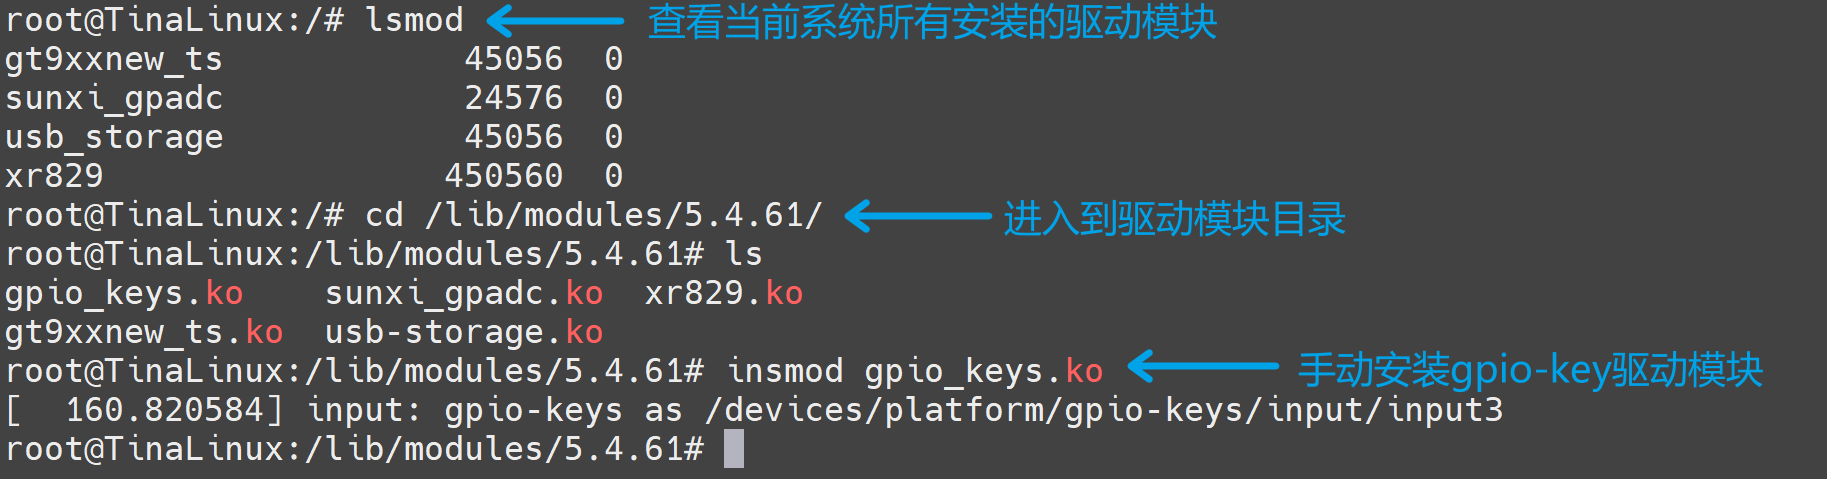 root@TinaLinux:/# lsmod 查看当前系统所有安装的驱动模块
gt9xxnew_ts 45056 0
sunxi_gpadc 24576 0
usb_storage 45056 0
xr829 450560 0
root@TinaLinux:/# cd /lib/modules/5.4.61/ 进入到驱动模块目录
root@TinaLinux:/lib/modules/5.4.61# ls
gpio_keys.ko sunxi_gpadc.ko xr829.ko
gt9xxnew_ts.ko usb-storage.ko
root@TinaLinux:/lib/modules/5.4.61# insmod gpio_keys.ko 手动安装gpio-key驱动模块
[  160.820584] input: gpio-keys as /devices/platform/gpio-keys/input/input3
root@TinaLinux:/lib/modules/5.4.61#